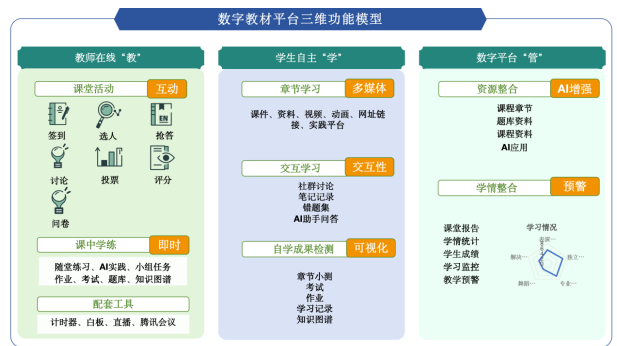 数字教材平台三维功能模型
教师在线“教”
课堂活动
互动
签到
选人
抢答
EN
讨论
投票
评分
问卷
课中学练
即时
随堂练习、AI实践、小组任务
作业、考试、题库、知识图谱
配套工具
计时器、白板、直播、腾讯会议
学生自主“学”
章节学习
多媒体
课件、资料、视频、动画、网址链
接、实践平台
交互学习
交互性
社群讨论
笔记记录
错题集
AI助手问答
自学成果检测
可视化
章节小测
考试
作业
学习记录
知识图谱
数字平台“管”
资源整合
AI增强
课程章节
题库资料
课程资料
AI应用
学情整合
预警
课堂报告
学情统计
学生成绩
学习监控
教学预警
学习情况
独立…
专业…
解决…